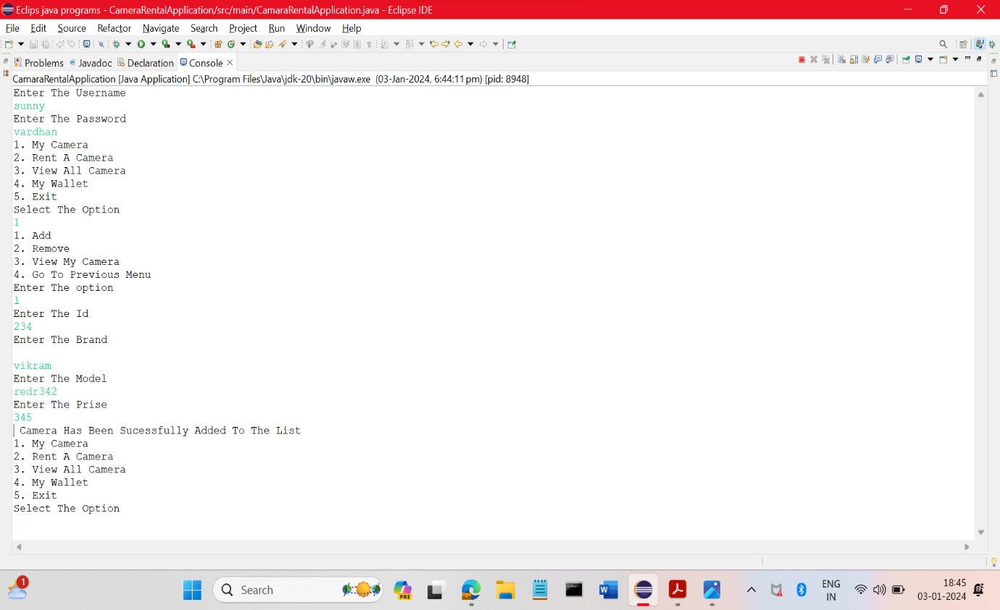 Eclips java programs - CameraRentalApplication/src/main/CamaraRentalApplication.java - Eclipse IDE
File Edit Source Refactor Navigate Search Project Run Window Help
Problems @ Javadoc Declaration Console
CamaraRentalApplication [Java Application] C:\Program Files\Java\jdk-20\bin\javaw.exe (03-Jan-2024, 6:44:11 pm) [pid: 8948]
Enter The Username
sunny
Enter The Password
vardhan
1. My Camera
2. Rent A Camera
3. View All Camera
4. My Wallet
5. Exit
Select The Option
1
1. Add
2. Remove
3. View My Camera
4. Go To Previous Menu
Enter The option
1
Enter The Id
234
Enter The Brand
vikram
Enter The Model
redr342
Enter The Prise
345
Camera Has Been Sucessfully Added To The List
1. My Camera
2. Rent A Camera
3. View All Camera
4. My Wallet
5. Exit
Select The Option
1
Search
PRE
W
ENG
IN
18:45
03-01-2024